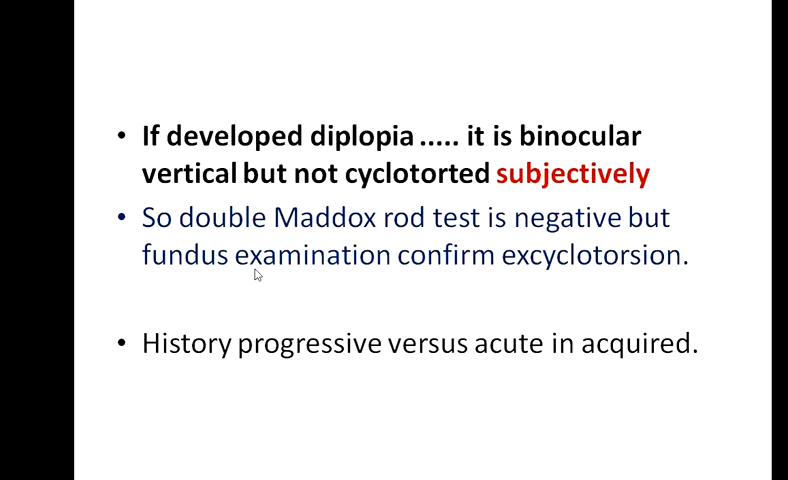 • If developed diplopia ..... it is binocular
vertical but not cyclotorted subjectively
• So double Maddox rod test is negative but
fundus examination confirm excyclotorsion.
• History progressive versus acute in acquired.